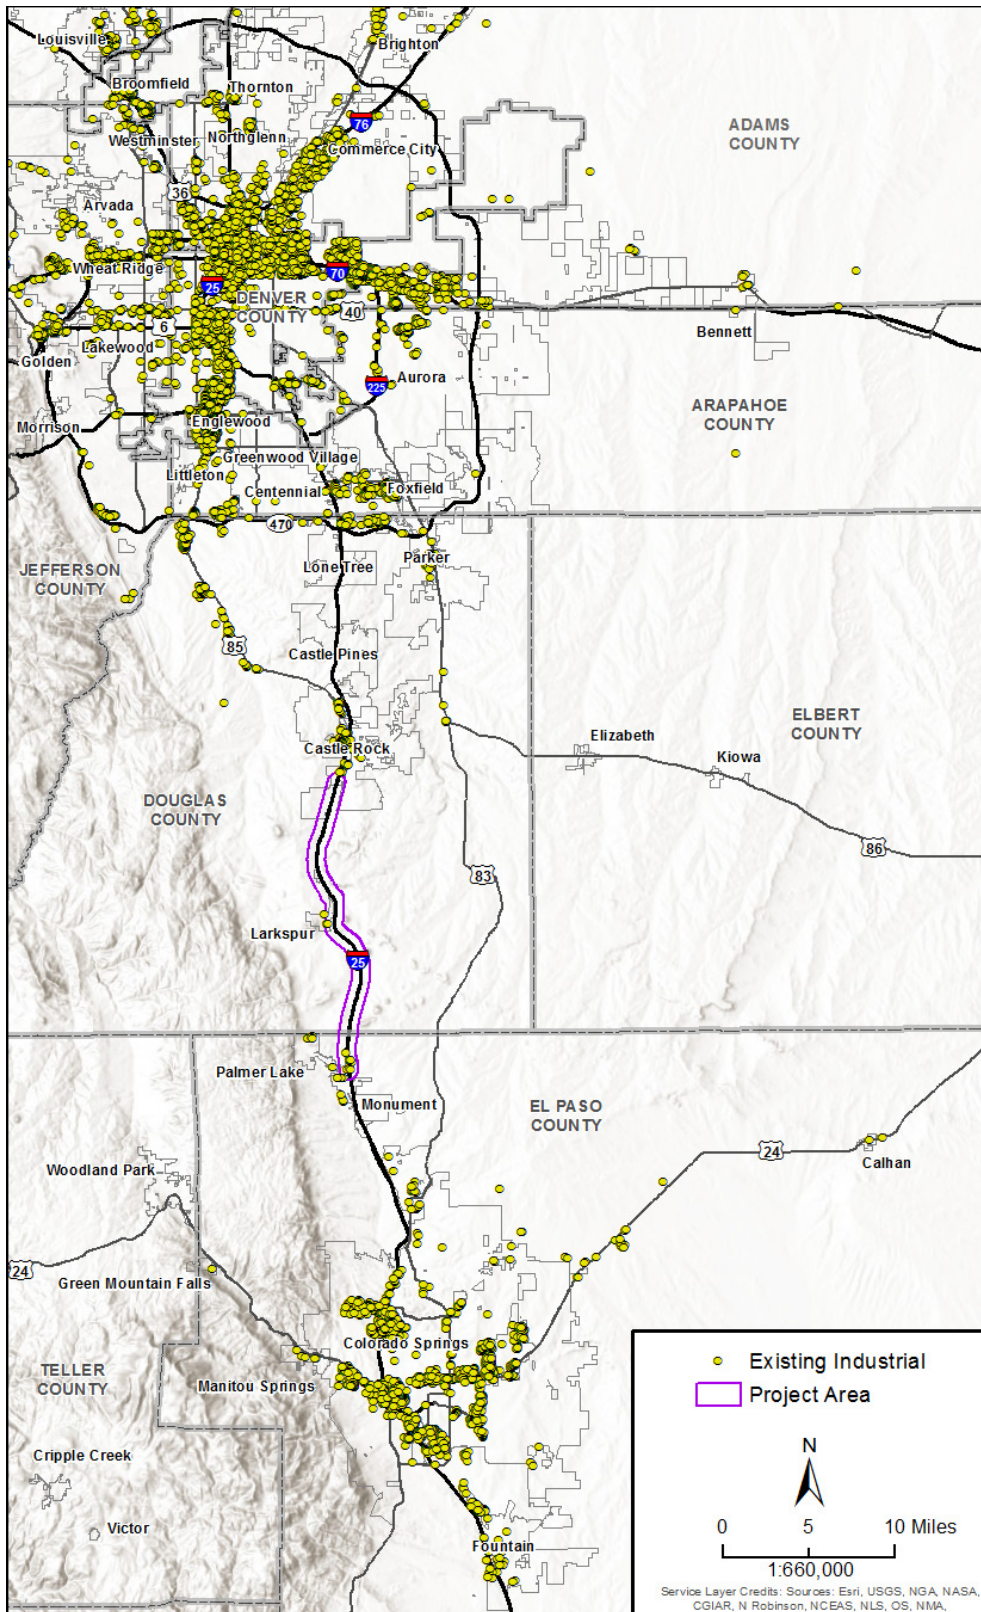 Louisville
Brighton
Broomfield
Thornton
76
ADAMS
COUNTY
Westminster
Northglenn
Commerce City
36
Arvada
Wheat Ridge
70
25
DENVER
COUNTY
40
6
Bennett
Lakewood
Golden
Aurora
225
ARAPAHOE
COUNTY
Morrison
Englewood
Greenwood Village
Littleton
Centennial
Foxfield
470
Parker
JEFFERSON
COUNTY
Lone Tree
85
Castle Pines
ELBERT
COUNTY
Castle Rock
Elizabeth
Kiowa
DOUGLAS
COUNTY
86
83
Larkspur
25
Palmer Lake
Monument
EL PASO
COUNTY
24
Calhan
Woodland Park
24
Green Mountain Falls
Colorado Springs
Existing Industrial
TELLER
COUNTY
Manitou Springs
Project Area
N
Cripple Creek
Victor
0 5 10 Miles
Fountain
1:660,000
Service Layer Credits: Sources: Esri, USGS, NGA, NASA,
CGIAR, N Robinson, NCEAS, NLS, OS, NMA,